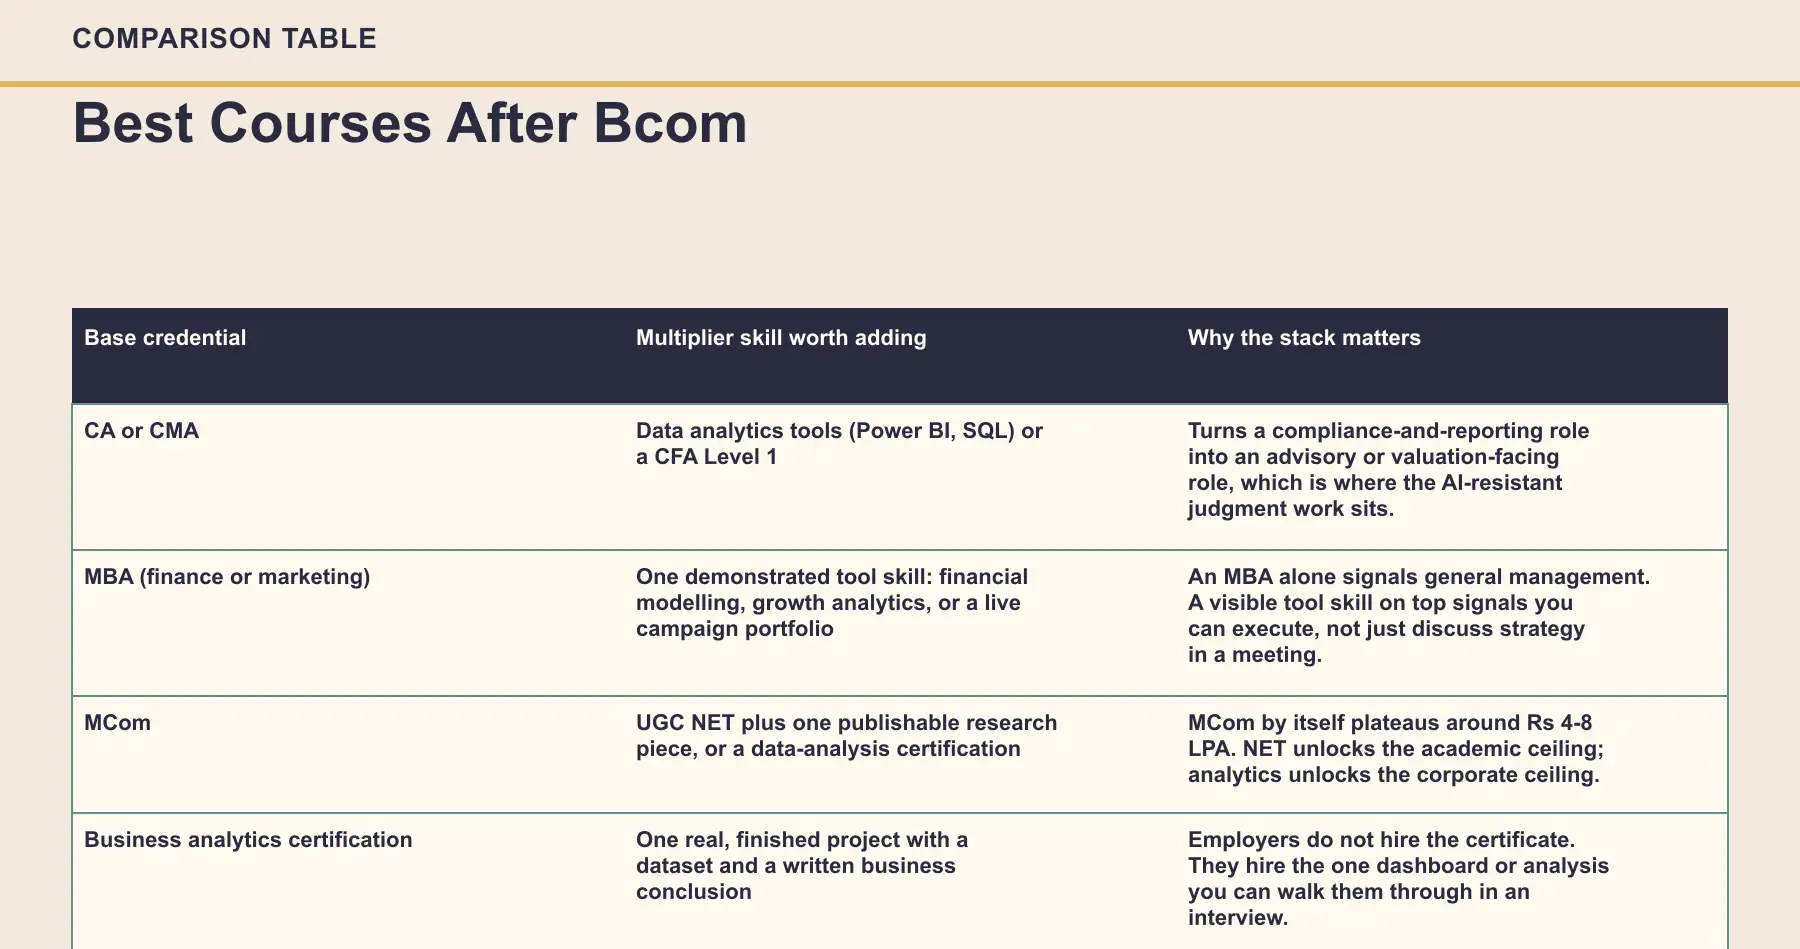 COMPARISON TABLE
Best Courses After Bcom
Base credential
Multiplier skill worth adding
Why the stack matters
CA or CMA
Data analytics tools (Power BI, SQL) or
a CFA Level 1
Turns a compliance-and-reporting role
into an advisory or valuation-facing
role, which is where the AI-resistant
judgment work sits.
MBA (finance or marketing)
One demonstrated tool skill: financial
modelling, growth analytics, or a live
campaign portfolio
An MBA alone signals general management.
A visible tool skill on top signals you
can execute, not just discuss strategy
in a meeting.
MCom
UGC NET plus one publishable research
piece, or a data-analysis certification
MCom by itself plateaus around Rs 4-8
LPA. NET unlocks the academic ceiling;
analytics unlocks the corporate ceiling.
Business analytics certification
One real, finished project with a
dataset and a written business
conclusion
Employers do not hire the certificate.
They hire the one dashboard or analysis
you can walk them through in an
interview.